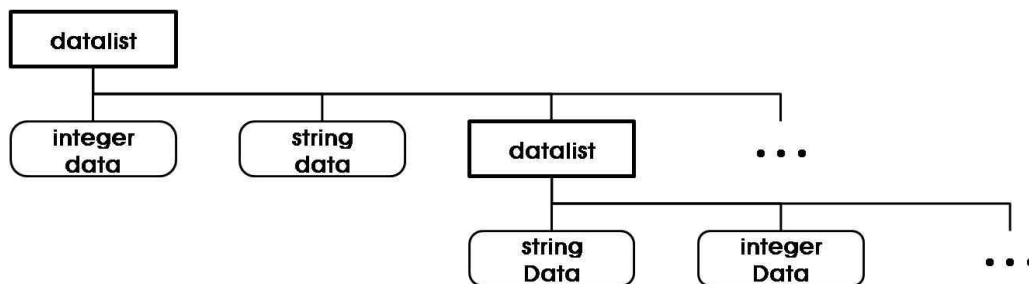 datalist
integer
data
string
data
datalist
• • •
string
Data
integer
Data
• • •